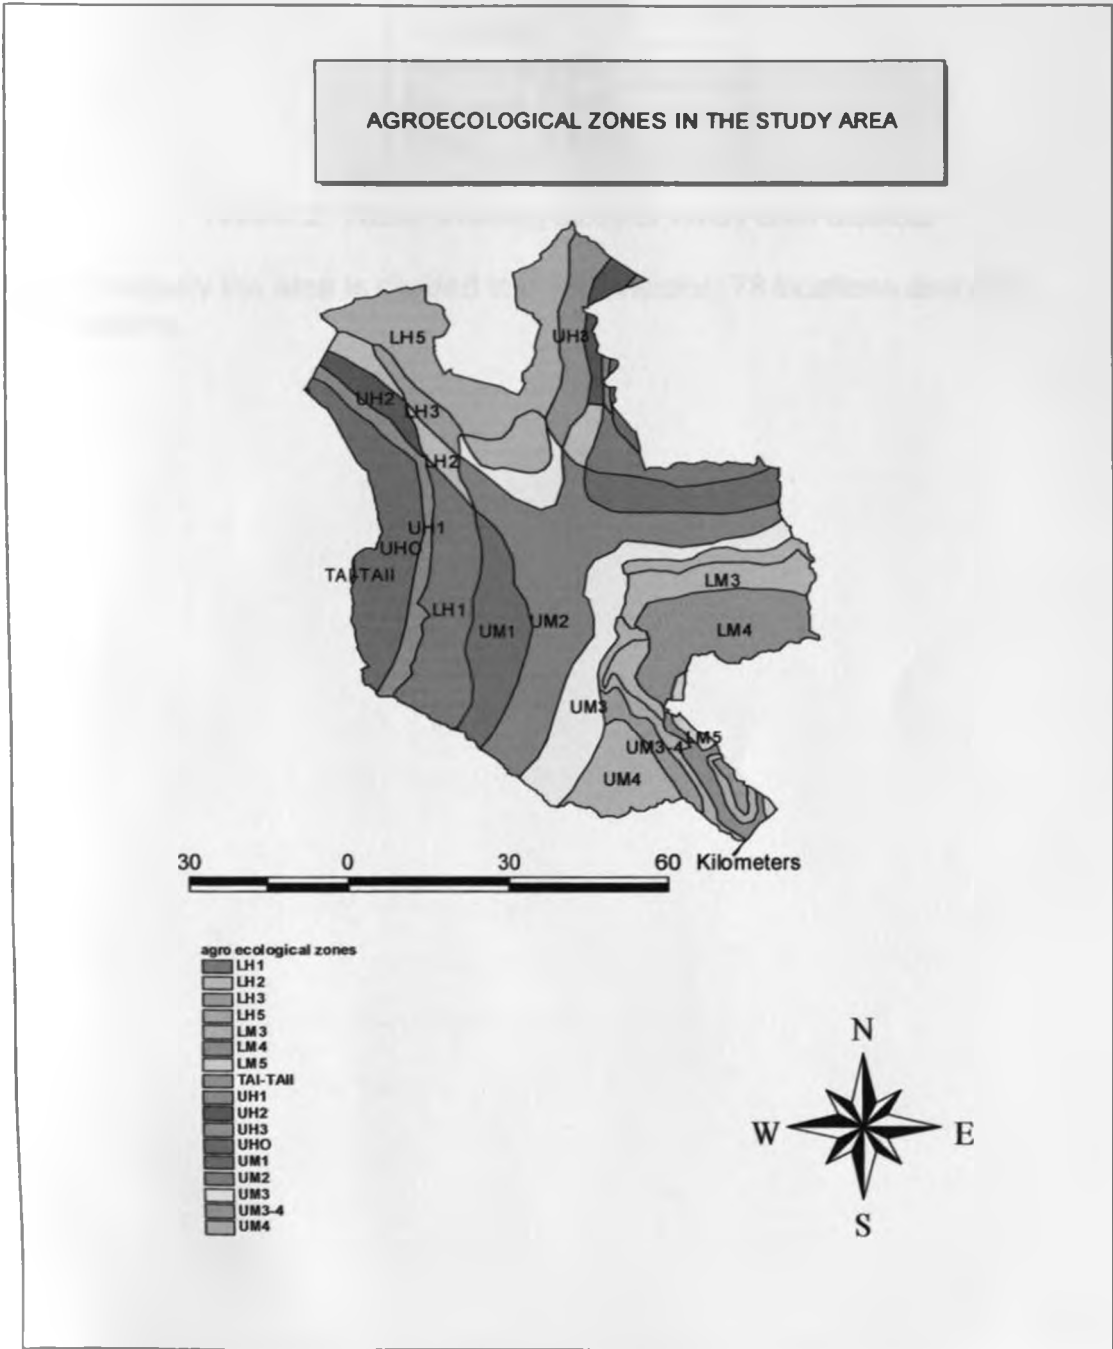 AGROECOLOGICAL ZONES IN THE STUDY AREA
LH5
UH3
UH2
LH3
LH2
UH1
UHO
TAI-TAII
LM3
LH1
UM2
UM1
LM4
UM3
LM5
UM3-4
UM4
30 0 30 60 Kilometers
agro ecological zones
LH1
LH2
LH3
LH5
LM3
LM4
LM5
TAI-TAII
UH1
UH2
UH3
UHO
UM1
UM2
UM3
UM3-4
UM4
N
W E
S